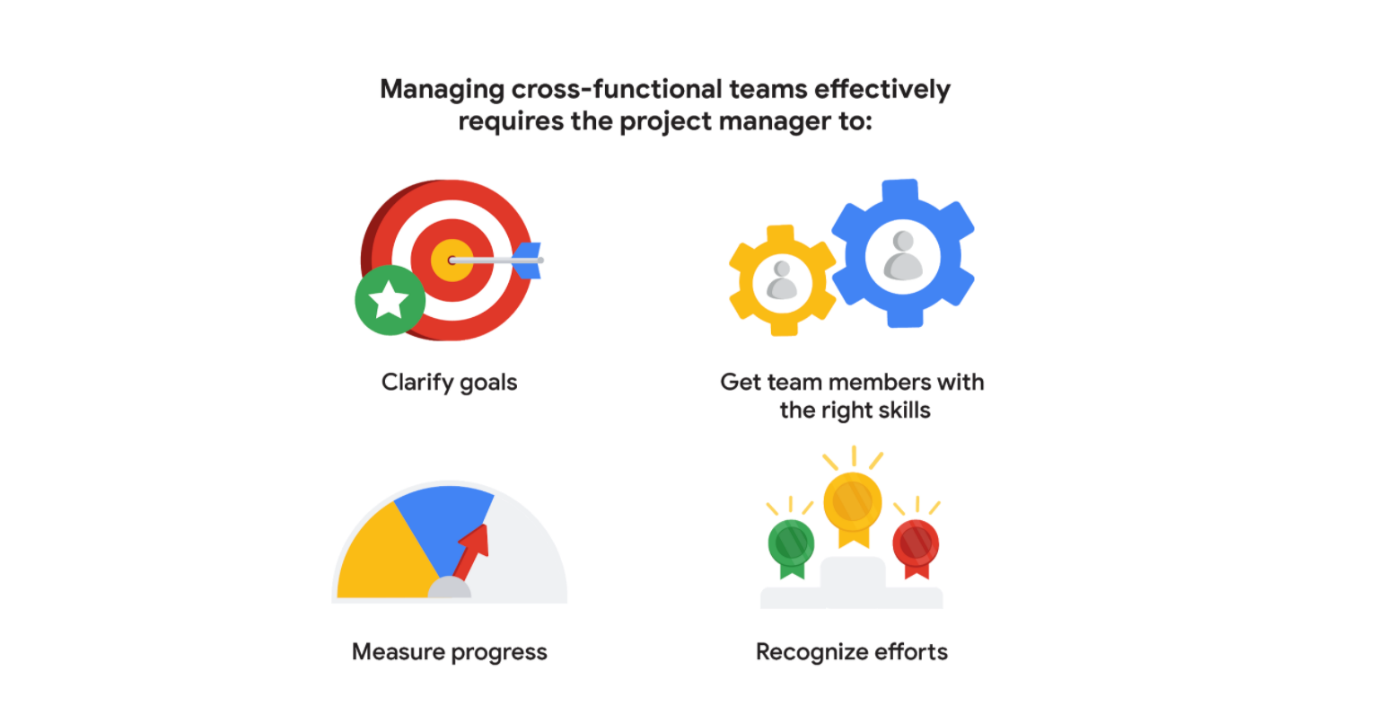 Managing cross-functional teams effectively
requires the project manager to:
Clarify goals
Get team members with
the right skills
Measure progress
Recognize efforts